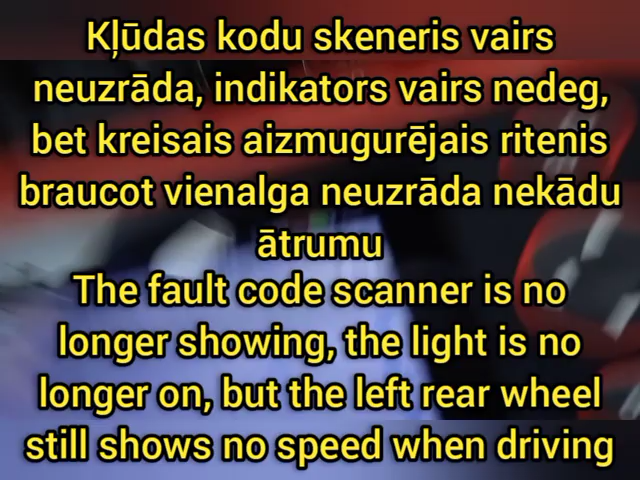 Kļūdas kodu skeneris vairs
neuzrāda, indikators vairs nedeg,
bet kreisais aizmugurējais ritenis
braucot vienalga neuzrāda nekādu
ātrumu
The fault code scanner is no
longer showing, the light is no
longer on, but the left rear wheel
still shows no speed when driving